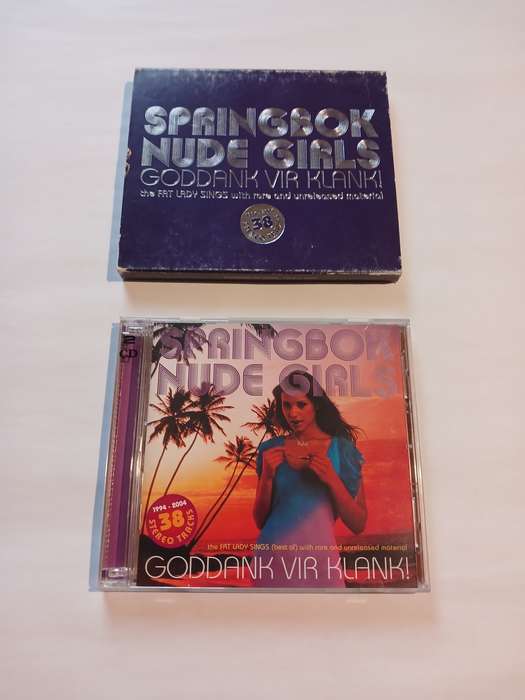 SPRINGBOK
NUDE GIRLS
GODDANK VIR KLANK!
the FAT LADY SINGS with rare and unreleased material
38
2
CD
SPRINGBOK
NUDE GIRLS
1994 - 2004
38
STEREO TRACKS
the FAT LADY SINGS (best of) with rare and unreleased material
GODDANK VIR KLANK!